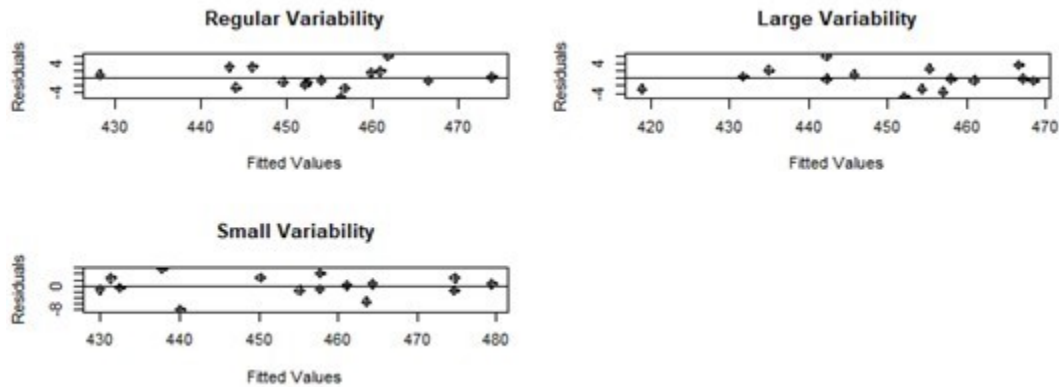 Regular Variability
Residuals
4
-4
430 440 450 460 470
Fitted Values
Large Variability
Residuals
4
-4
420 430 440 450 460 470
Fitted Values
Small Variability
Residuals
0
-8
430 440 450 460 470 480
Fitted Values